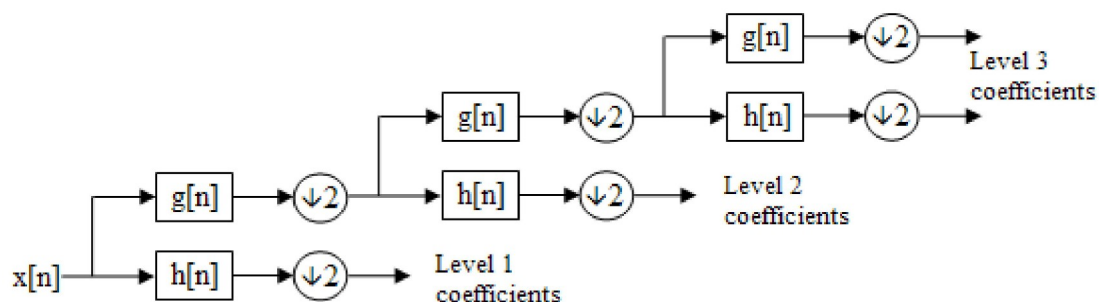 g[n] ↓2
Level 3
coefficients
g[n] ↓2 h[n] ↓2
g[n] ↓2 h[n] ↓2
Level 2
coefficients
x[n] h[n] ↓2
Level 1
coefficients